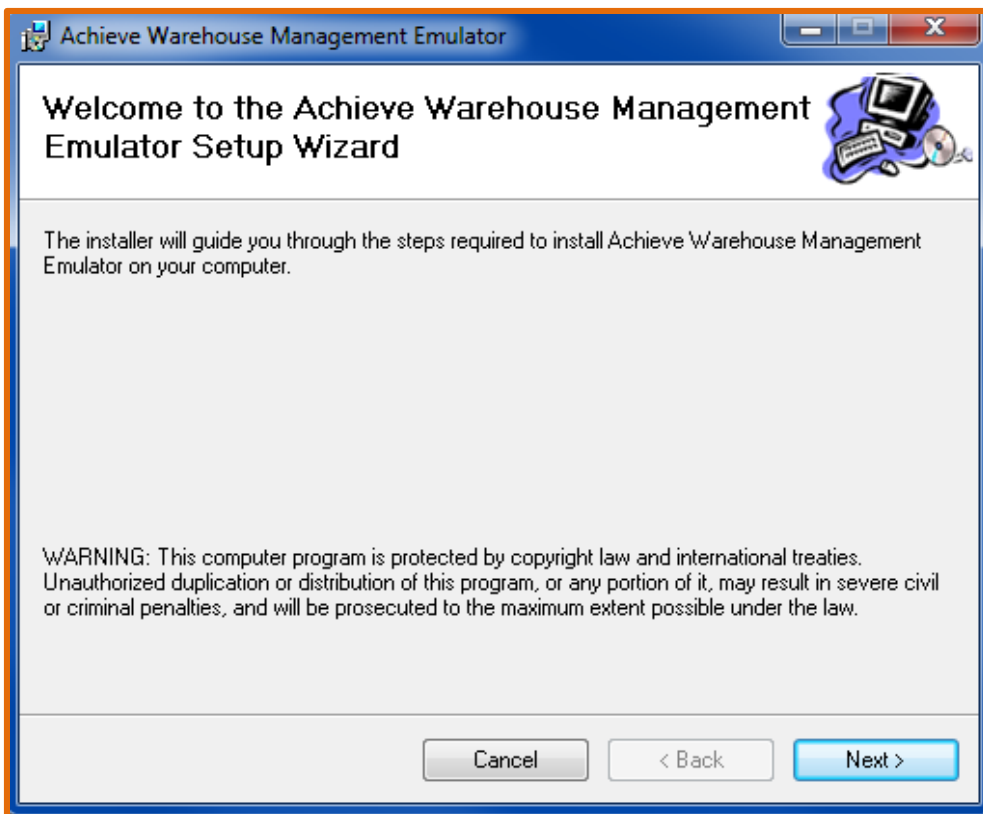 Achieve Warehouse Management Emulator
Welcome to the Achieve Warehouse Management
Emulator Setup Wizard
The installer will guide you through the steps required to install Achieve Warehouse Management
Emulator on your computer.
WARNING: This computer program is protected by copyright law and international treaties.
Unauthorized duplication or distribution of this program, or any portion of it, may result in severe civil
or criminal penalties, and will be prosecuted to the maximum extent possible under the law.
Cancel
< Back
Next >